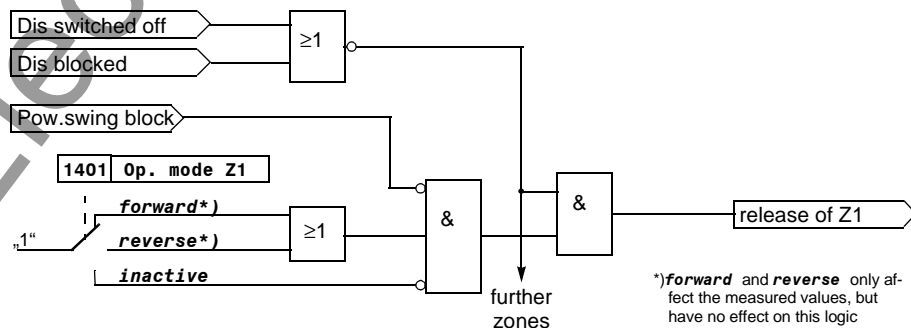 Dis switched off
Dis blocked
≥1
Pow.swing block
1401 Op. mode Z1
forward*)
reverse*)
inactive
„1“
≥1
&
&
release of Z1
further
zones
*)forward and reverse only af-
fect the measured values, but
have no effect on this logic